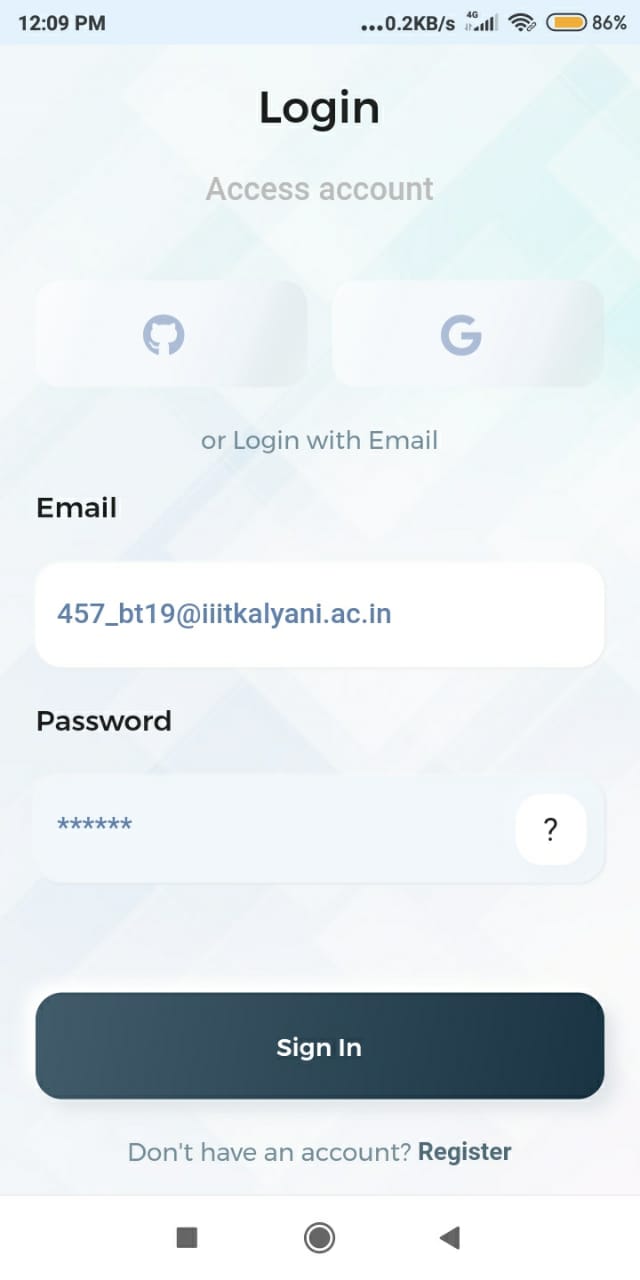 12:09 PM ...0.2KB/s 4G 86%
Login
Access account
G
or Login with Email
Email
457_bt19@iiitkalyani.ac.in
Password
******
?
Sign In
Don't have an account? Register